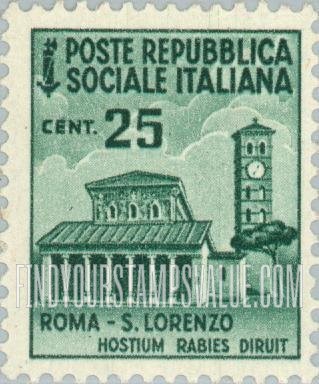 POSTE REPUBBLICA
SOCIALE ITALIANA
CENT. 25
FINDYOURSTAMPSVALUE.COM
ROMA - S. LORENZO
HOSTIUM RABIES DIRUIT